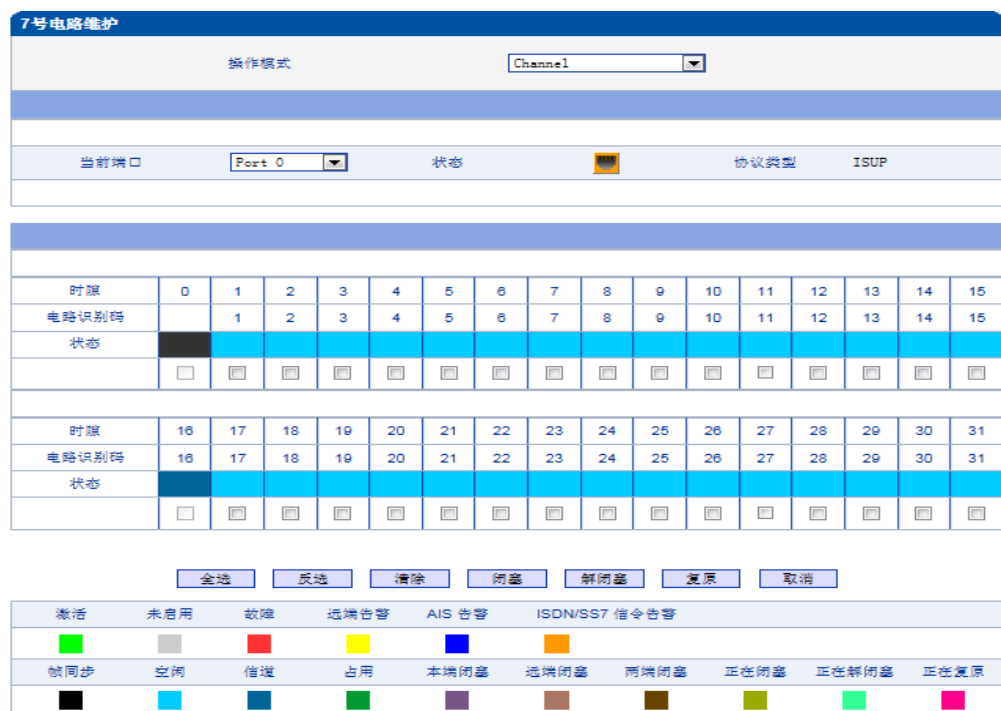 7号电路维护
操作模式 Channel
当前端口 Port 0 状态 协议类型 ISUP
时隙 0 1 2 3 4 5 6 7 8 9 10 11 12 13 14 15
电路识别码 1 2 3 4 5 6 7 8 9 10 11 12 13 14 15
状态
时隙 16 17 18 19 20 21 22 23 24 25 26 27 28 29 30 31
电路识别码 16 17 18 19 20 21 22 23 24 25 26 27 28 29 30 31
状态
全选 反选 清除 闭塞 解闭塞 复原 取消
激活 未启用 故障 远端告警 AIS 告警 ISDN/SS7 信令告警
帧同步 空闲 信道 占用 本端闭塞 远端闭塞 两端闭塞 正在闭塞 正在解闭塞 正在复原